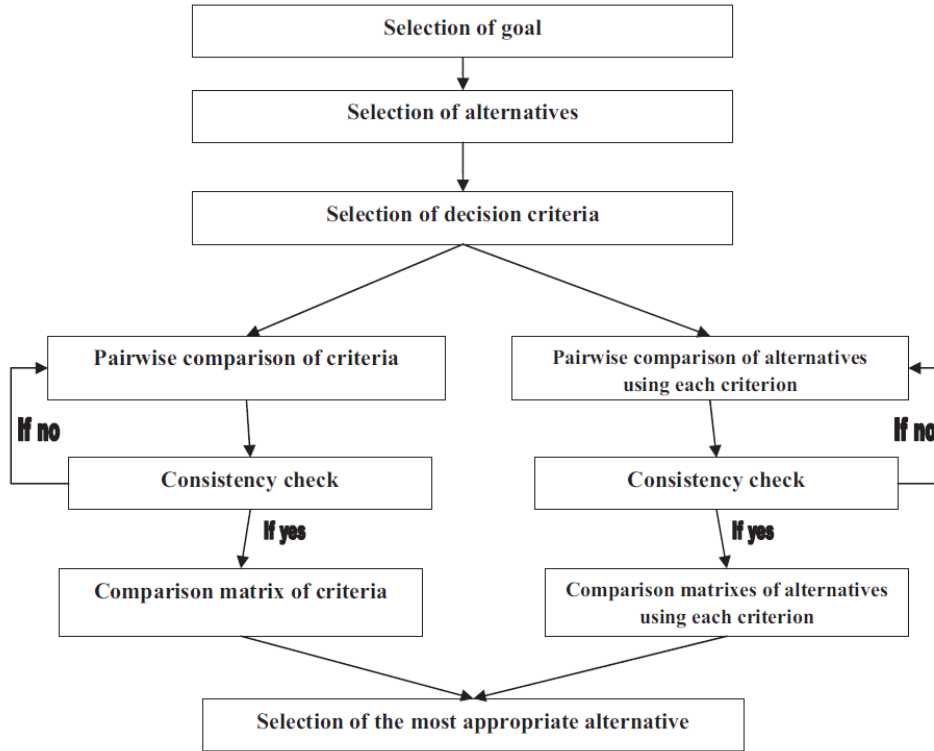 Selection of goal
Selection of alternatives
Selection of decision criteria
Pairwise comparison of criteria
Pairwise comparison of alternatives
using each criterion
If no
If no
Consistency check
Consistency check
If yes
If yes
Comparison matrix of criteria
Comparison matrixes of alternatives
using each criterion
Selection of the most appropriate alternative